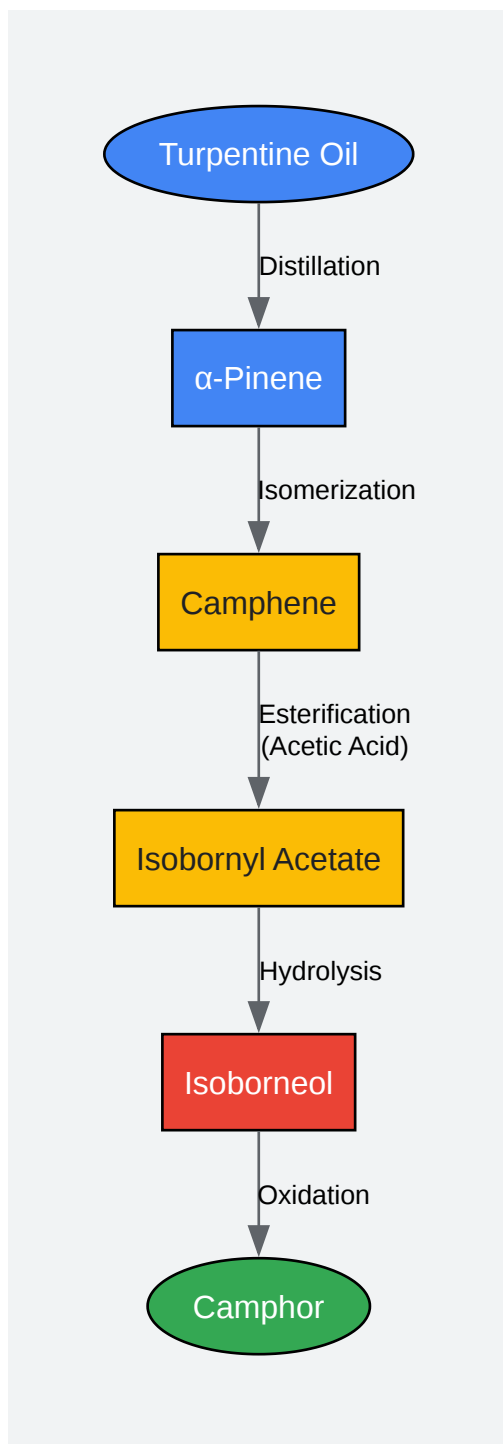 Turpentine Oil
Distillation
α-Pinene
Isomerization
Camphene
Esterification
(Acetic Acid)
Isobornyl Acetate
Hydrolysis
Isoborneol
Oxidation
Camphor